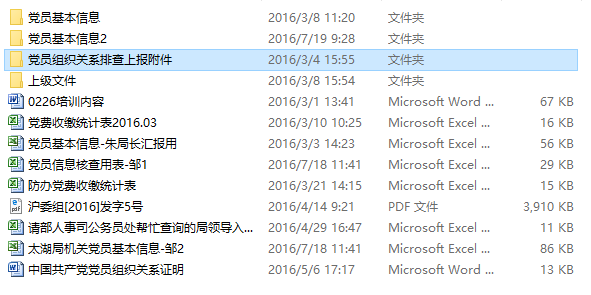 党员基本信息 2016/3/8 11:20 文件夹
党员基本信息2 2016/7/19 9:28 文件夹
党员组织关系排查上报附件 2016/3/4 15:55 文件夹
上级文件 2016/3/8 15:54 文件夹
0226培训内容 2016/3/1 13:41 Microsoft Word ... 67 KB
党费收缴统计表2016.03 2016/3/10 10:25 Microsoft Excel ... 16 KB
党员基本信息-朱局长汇报用 2016/3/3 14:23 Microsoft Excel ... 56 KB
党员信息核查用表-邹1 2016/7/18 11:41 Microsoft Excel ... 29 KB
防办党费收缴统计表 2016/3/21 14:15 Microsoft Excel ... 15 KB
沪委组[2016]发字5号 2016/4/14 9:21 PDF 文件 3,910 KB
请部人事司公务员处帮忙查询的局领导入... 2016/4/29 16:47 Microsoft Excel ... 11 KB
太湖局机关党员基本信息-邹2 2016/7/18 11:41 Microsoft Excel ... 86 KB
中国共产党党员组织关系证明 2016/5/6 17:17 Microsoft Word ... 13 KB